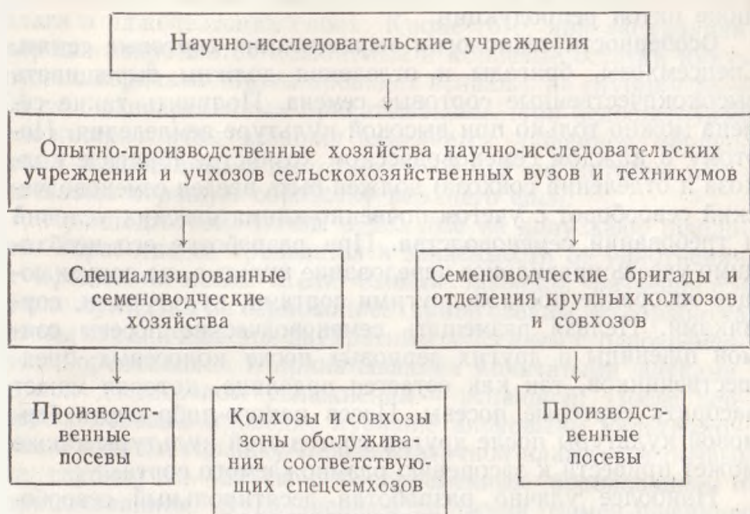 Научно-исследовательские учреждения
Опытно-производственные хозяйства научно-исследовательских
учреждений и учхозов сельскохозяйственных вузов и техникумов
Специализированные
семеноводческие
хозяйства
Семеноводческие бригады и
отделения крупных колхозов
и совхозов
Производст-
венные
посевы
Колхозы и совхозы
зоны обслужива-
ния соответствую-
щих спецсемхозов
Производст-
венные
посевы